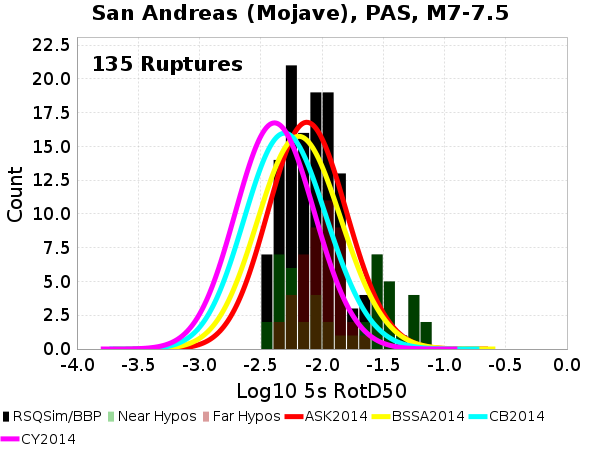 San Andreas (Mojave), PAS, M7-7.5
135 Ruptures
Count
22.5
20.0
17.5
15.0
12.5
10.0
7.5
5.0
2.5
0.0
-4.0 -3.5 -3.0 -2.5 -2.0 -1.5 -1.0 -0.5 0.0
Log10 5s RotD50
RSQSim/BBP Near Hypos Far Hypos ASK2014 BSSA2014 CB2014
CY2014